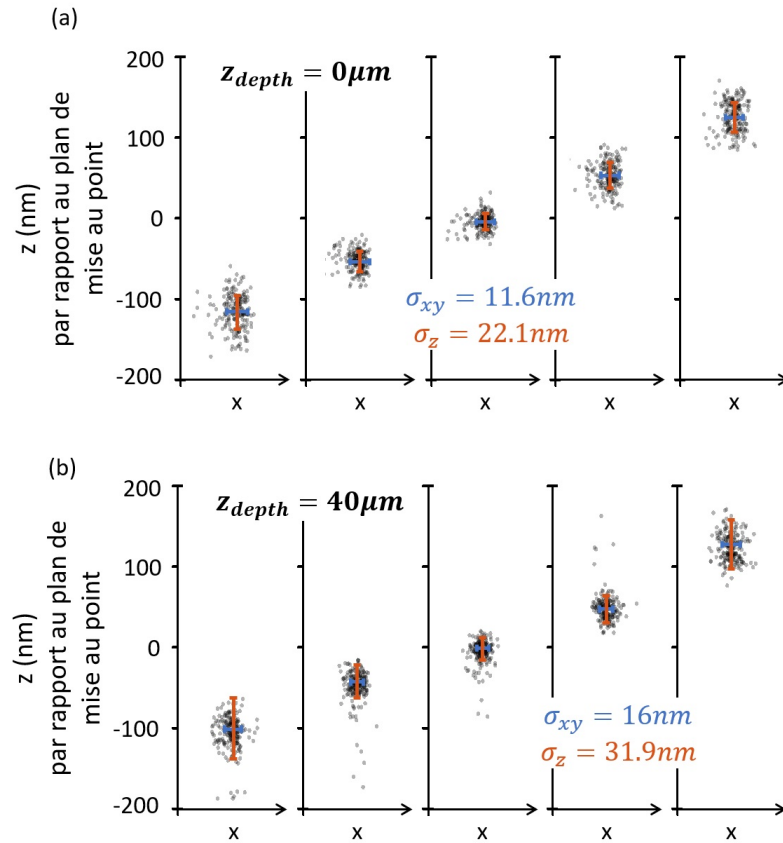 (a)
200
100
0
-100
-200
z (nm)
par rapport au plan de
mise au point
z_depth = 0μm
σ_xy = 11.6nm
σ_z = 22.1nm
x
x
x
x
x
(b)
200
100
0
-100
-200
z (nm)
par rapport au plan de
mise au point
z_depth = 40μm
σ_xy = 16nm
σ_z = 31.9nm
x
x
x
x
x